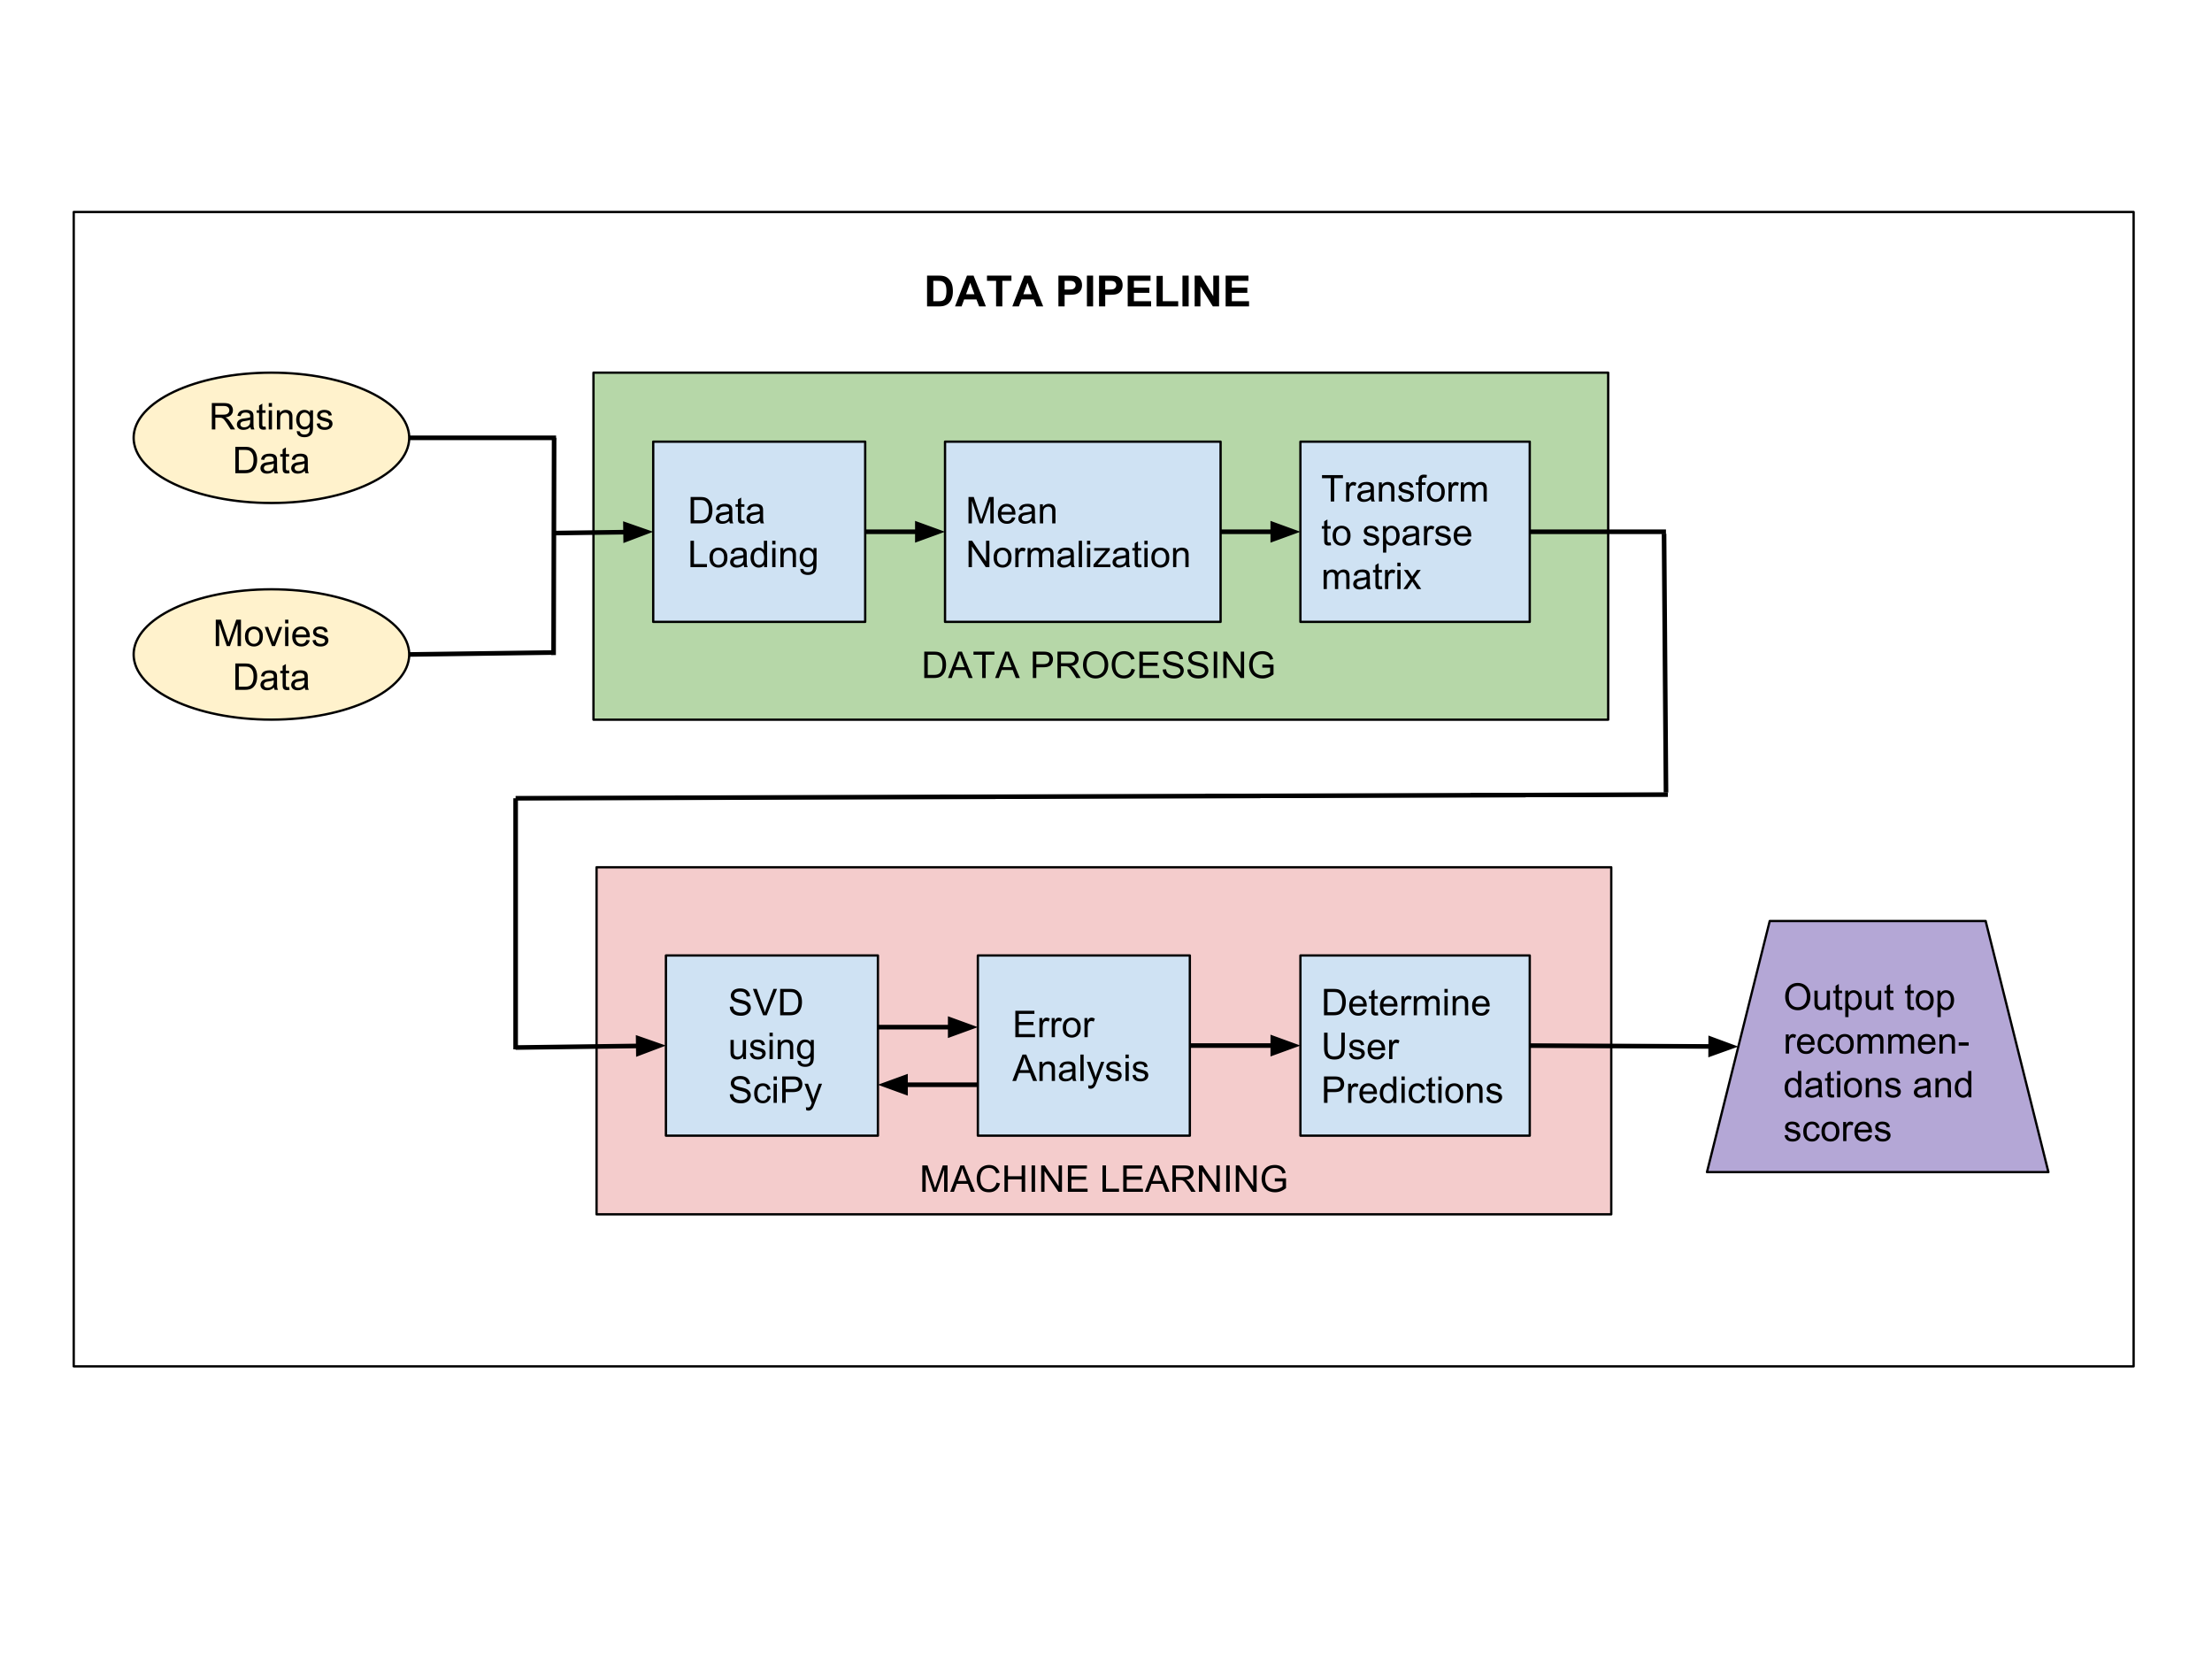 DATA PIPELINE
Ratings
Data
Movies
Data
Data
Loading
Mean
Normalization
Transform
to sparse
matrix
DATA PROCESSING
SVD
using
SciPy
Error
Analysis
Determine
User
Predictions
MACHINE LEARNING
Output top
recommen-
dations and
scores